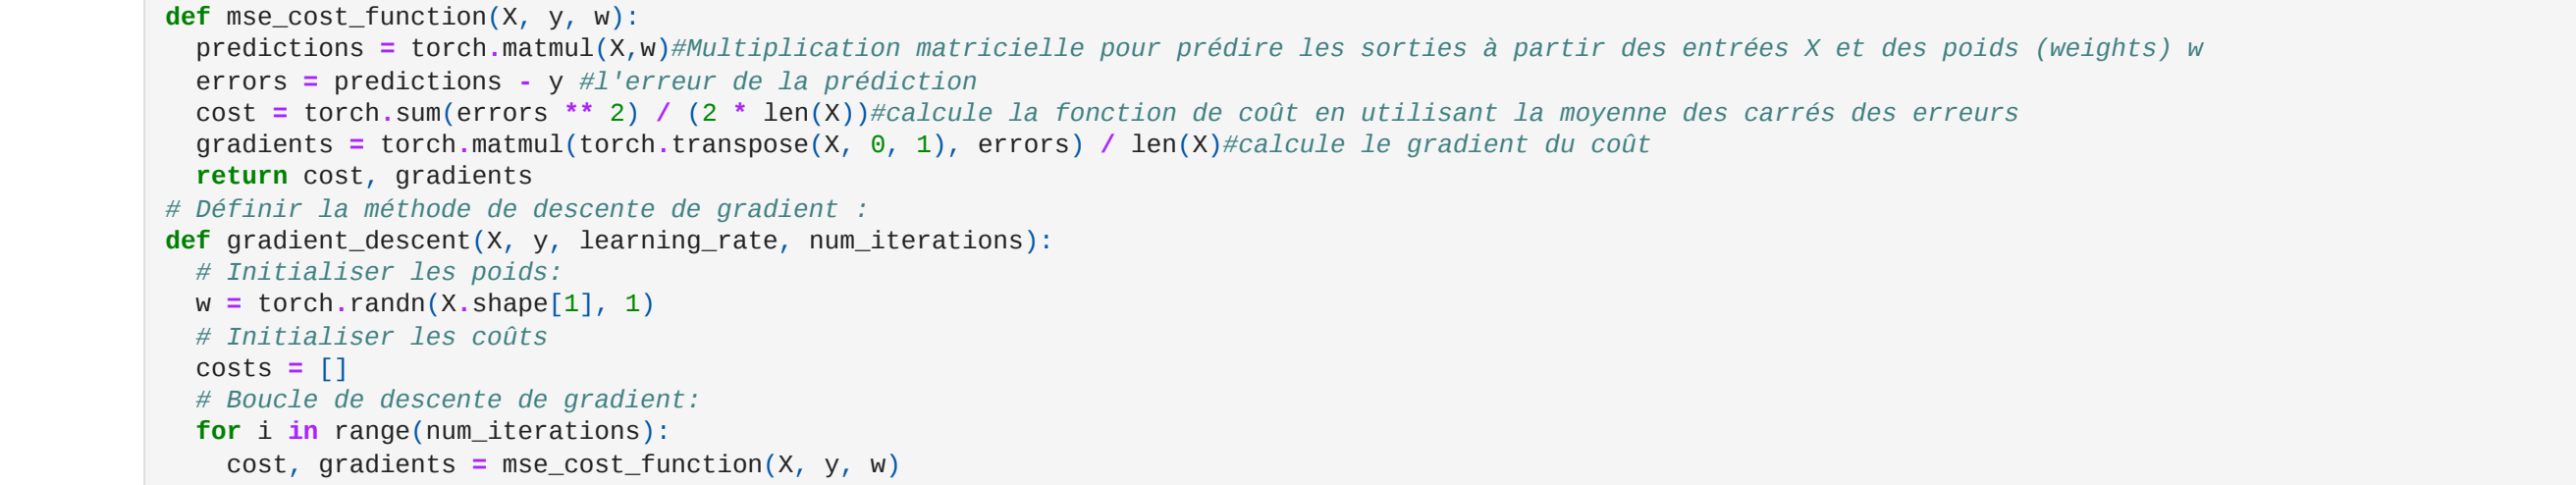 def mse_cost_function(X, y, w):
  predictions = torch.matmul(X,w)#Multiplication matricielle pour prédire les sorties à partir des entrées X et des poids (weights) w
  errors = predictions - y #l'erreur de la prédiction
  cost = torch.sum(errors ** 2) / (2 * len(X))#calcule la fonction de coût en utilisant la moyenne des carrés des erreurs
  gradients = torch.matmul(torch.transpose(X, 0, 1), errors) / len(X)#calcule le gradient du coût
  return cost, gradients
# Définir la méthode de descente de gradient :
def gradient_descent(X, y, learning_rate, num_iterations):
  # Initialiser les poids:
  w = torch.randn(X.shape[1], 1)
  # Initialiser les coûts
  costs = []
  # Boucle de descente de gradient:
  for i in range(num_iterations):
    cost, gradients = mse_cost_function(X, y, w)